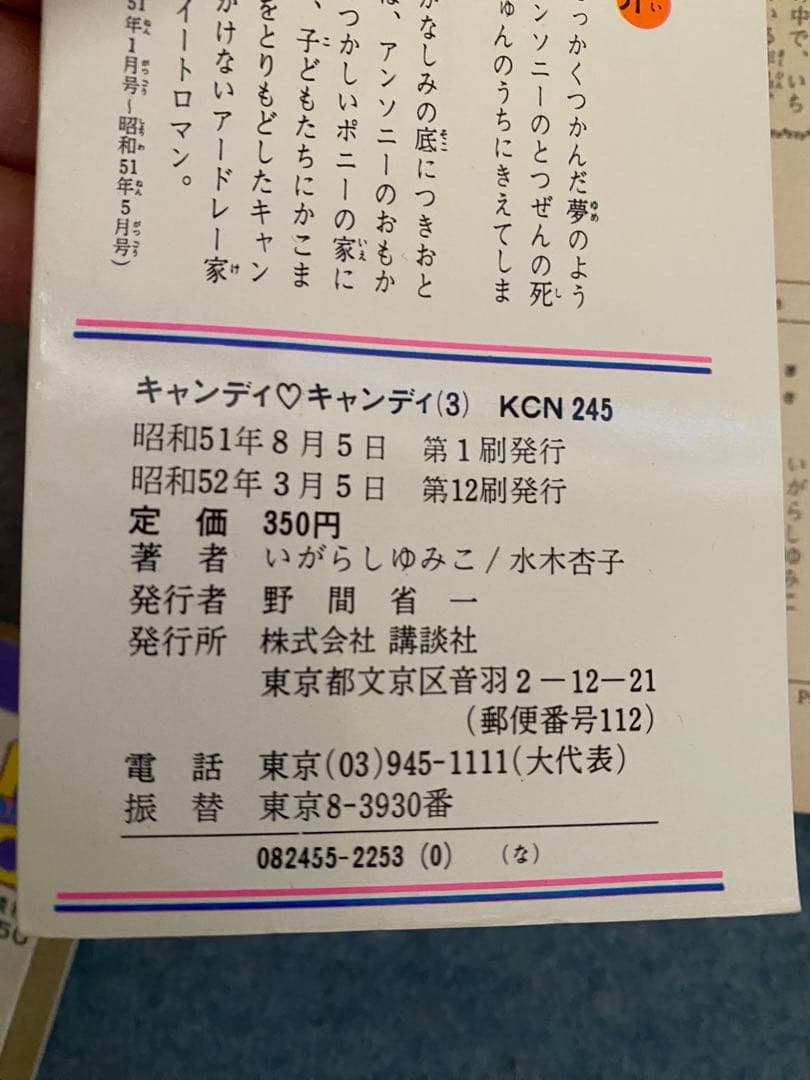 っかくつかんだ夢のよう
ンソニーのとつぜんの死
ゅんのうちにきえてしま
かなしみの底につきおと
は、アンソニーのおもか
つかしいポニーの家に
、子どもたちにかこま
をとりもどしたキャン
がけないアードレー家
イートロマン。
51年1月号~昭和51年5月号)
キャンディ♡キャンディ(3) KCN 245
昭和51年8月5日 第1刷発行
昭和52年3月5日 第12刷発行
定価 350円
著者 いがらしゆみこ/水木杏子
発行者 野間省一
発行所 株式会社 講談社
東京都文京区音羽2-12-21
(郵便番号112)
電話 東京(03)945-1111(大代表)
振替 東京8-3930番
082455-2253 (0) (な)
中で、いち
著者
いがらしゆみこ